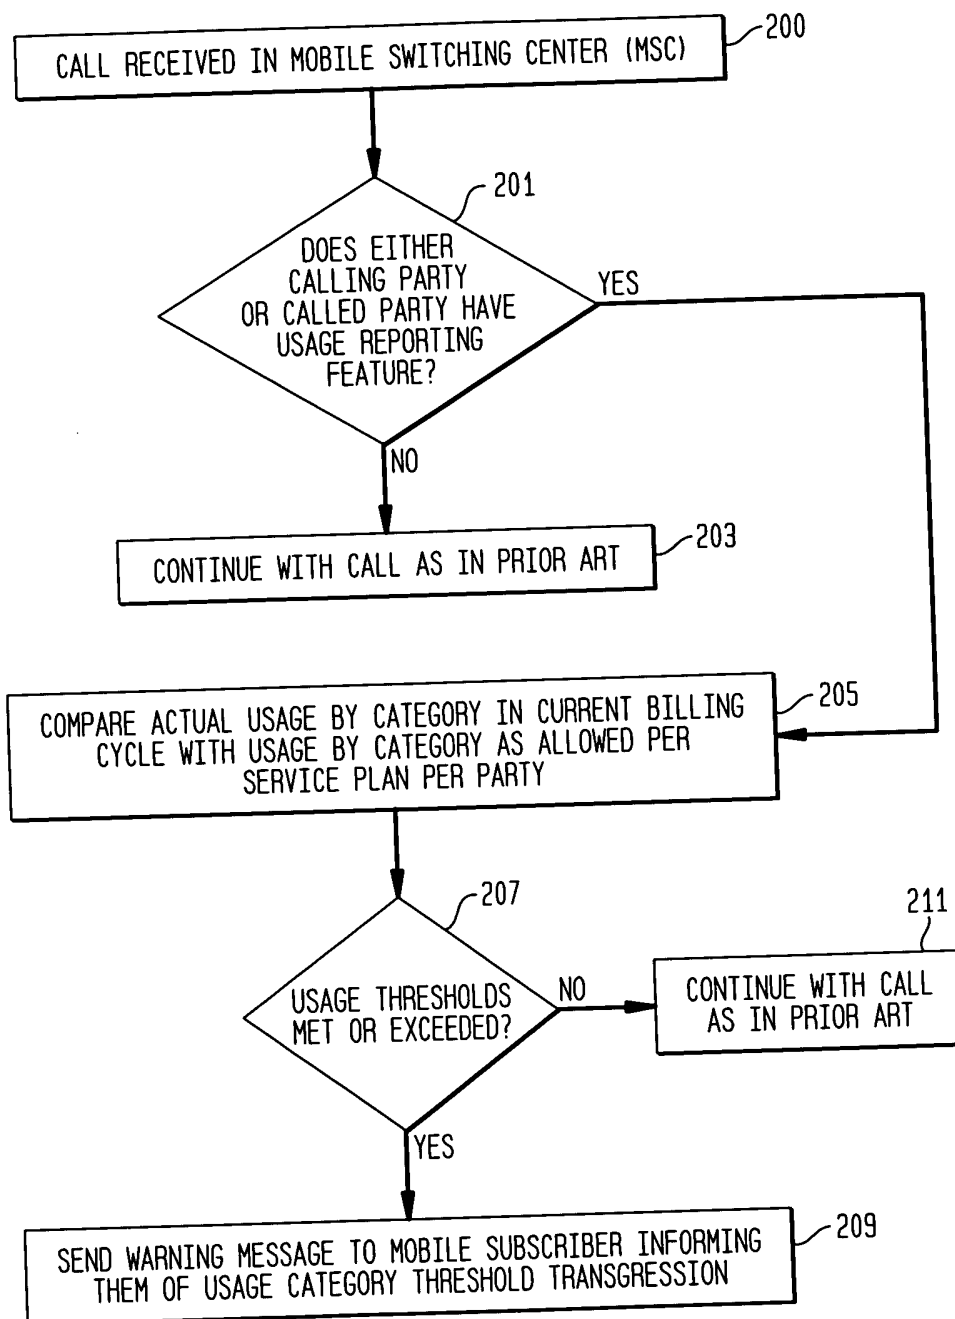 CALL RECEIVED IN MOBILE SWITCHING CENTER (MSC)
200
201
DOES EITHER
CALLING PARTY
OR CALLED PARTY HAVE
USAGE REPORTING
FEATURE?
YES
NO
CONTINUE WITH CALL AS IN PRIOR ART
203
COMPARE ACTUAL USAGE BY CATEGORY IN CURRENT BILLING
CYCLE WITH USAGE BY CATEGORY AS ALLOWED PER
SERVICE PLAN PER PARTY
205
207
USAGE THRESHOLDS
MET OR EXCEEDED?
NO
211
CONTINUE WITH CALL
AS IN PRIOR ART
YES
SEND WARNING MESSAGE TO MOBILE SUBSCRIBER INFORMING
THEM OF USAGE CATEGORY THRESHOLD TRANSGRESSION
209